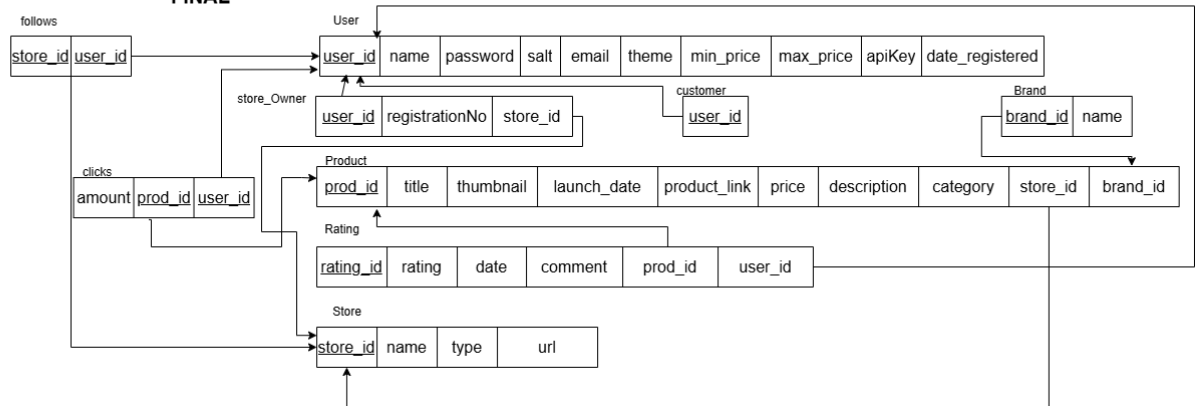 FINAL
follows
User
store_id user_id
user_id name password salt email theme min_price max_price apiKey date_registered
store_Owner
customer
Brand
user_id registrationNo store_id
user_id
brand_id name
clicks
Product
amount prod_id user_id
prod_id title thumbnail launch_date product_link price description category store_id brand_id
Rating
rating_id rating date comment prod_id user_id
Store
store_id name type url